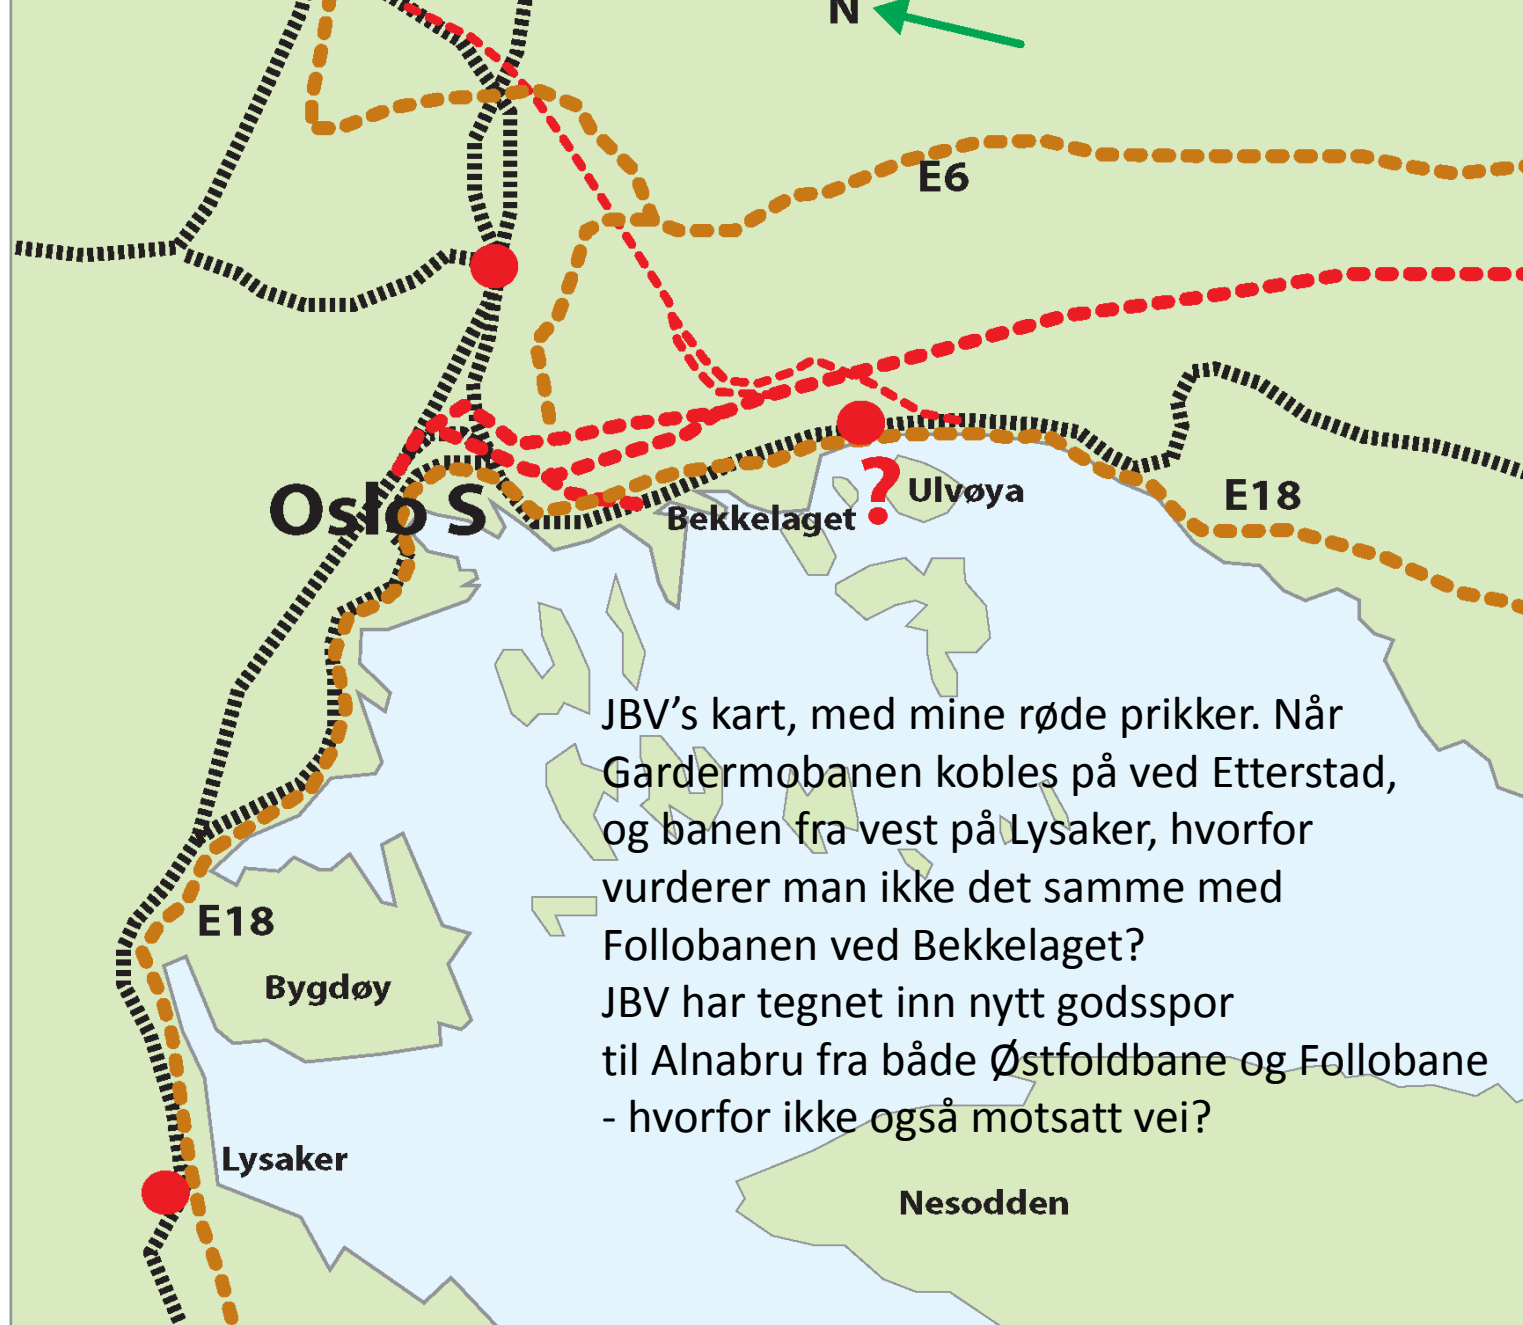 N
E6
Oslo S
Bekkelaget
?
Ulvøya
E18
JBV’s kart, med mine røde prikker. Når
Gardermobanen kobles på ved Etterstad,
og banen fra vest på Lysaker, hvorfor
vurderer man ikke det samme med
Follobanen ved Bekkelaget?
JBV har tegnet inn nytt godsspor
til Alnabru fra både Østfoldbane og Follobane
- hvorfor ikke også motsatt vei?
E18
Bygdøy
Lysaker
Nesodden